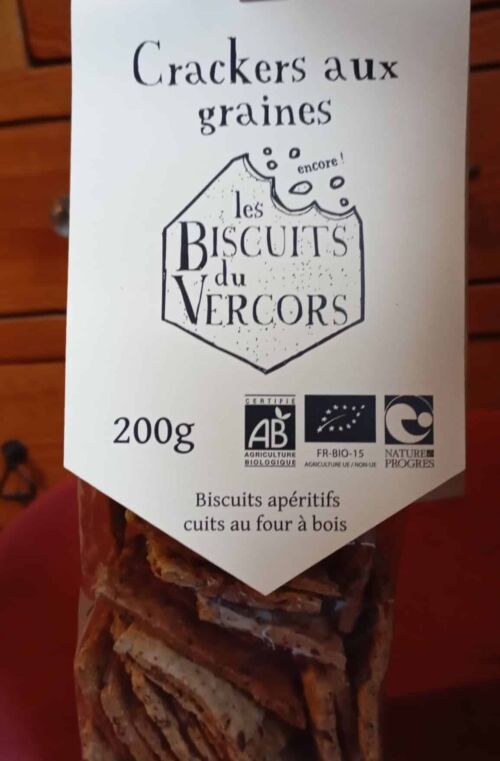 Crackers aux
graines
encore !
les
BISCUITS
du
VERCORS
200g
CERTIFIÉ
AB
AGRICULTURE
BIOLOGIQUE
FR-BIO-15
AGRICULTURE UE / NON-UE
NATURE &
PROGRES
Biscuits apéritifs
cuits au four à bois